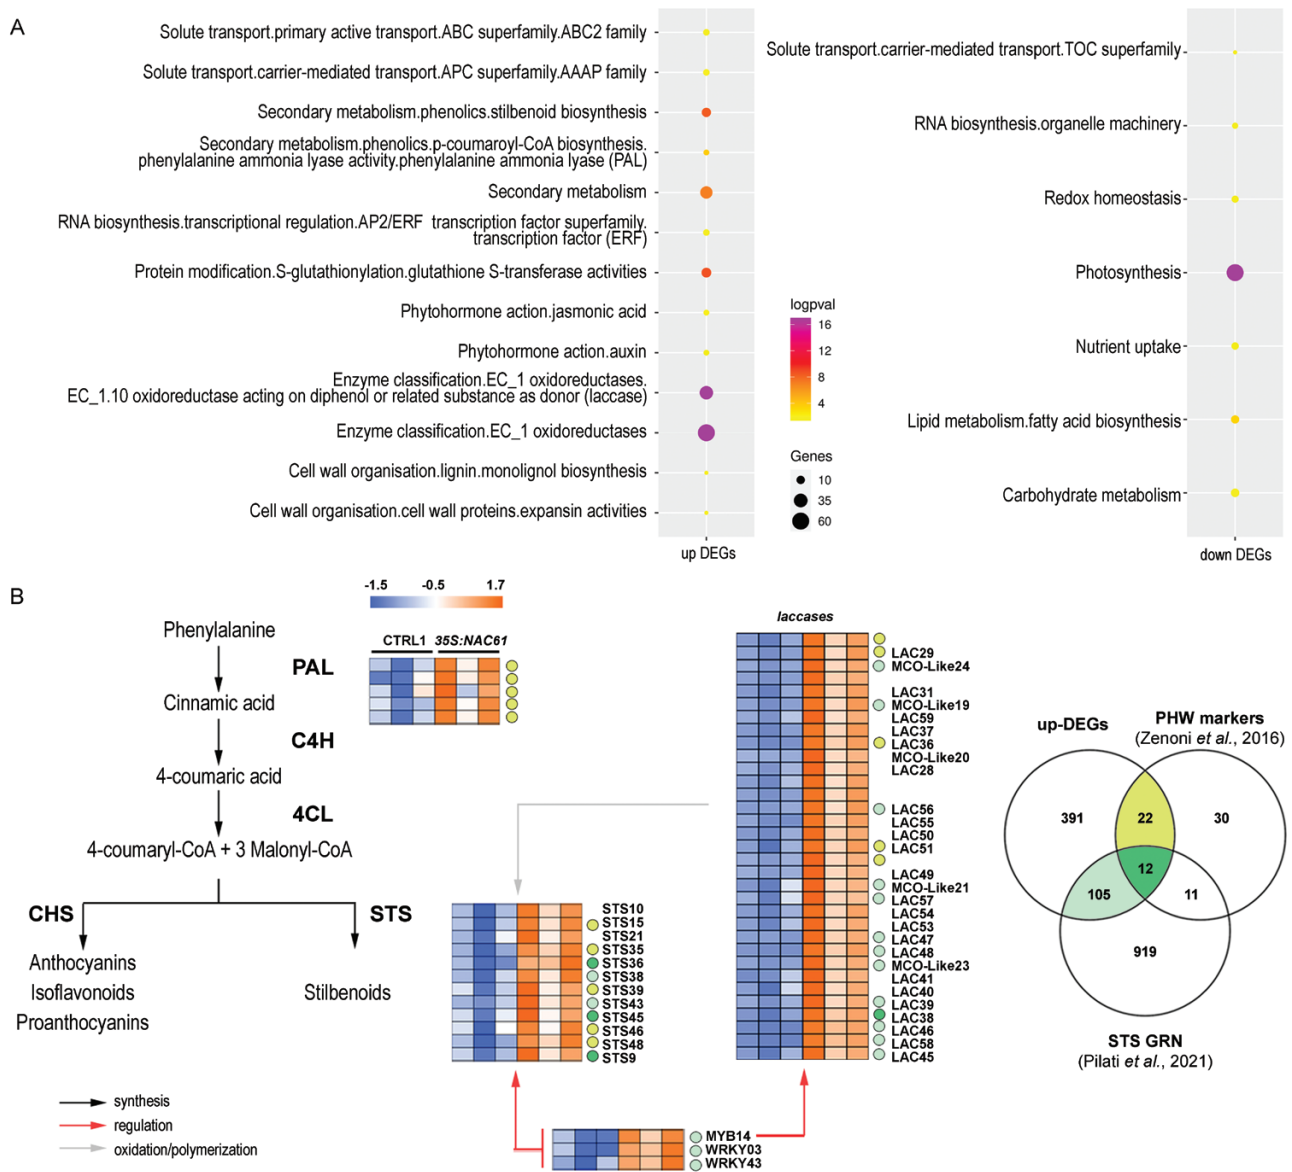 A
Solute transport.primary active transport.ABC superfamily.ABC2 family
Solute transport.carrier-mediated transport.APC superfamily.AAAP family
Secondary metabolism.phenolics.stilbenoid biosynthesis
Secondary metabolism.phenolics.p-coumaroyl-CoA biosynthesis.
phenylalanine ammonia lyase activity.phenylalanine ammonia lyase (PAL)
Secondary metabolism
RNA biosynthesis.transcriptional regulation.AP2/ERF transcription factor superfamily.
transcription factor (ERF)
Protein modification.S-glutathionylation.glutathione S-transferase activities
Phytohormone action.jasmonic acid
Phytohormone action.auxin
Enzyme classification.EC_1 oxidoreductases.
EC_1.10 oxidoreductase acting on diphenol or related substance as donor (laccase)
Enzyme classification.EC_1 oxidoreductases
Cell wall organisation.lignin.monolignol biosynthesis
Cell wall organisation.cell wall proteins.expansin activities
up DEGs
logpval
16
12
8
4
Genes
10
35
60
Solute transport.carrier-mediated transport.TOC superfamily
RNA biosynthesis.organelle machinery
Redox homeostasis
Photosynthesis
Nutrient uptake
Lipid metabolism.fatty acid biosynthesis
Carbohydrate metabolism
down DEGs
B
-1.5 -0.5 1.7
CTRL1 35S:NAC61
Phenylalanine
PAL
Cinnamic acid
C4H
4-coumaric acid
4CL
4-coumaryl-CoA + 3 Malonyl-CoA
CHS
STS
Anthocyanins
Isoflavonoids
Proanthocyanins
Stilbenoids
synthesis
regulation
oxidation/polymerization
STS10
STS15
STS21
STS35
STS36
STS38
STS39
STS43
STS45
STS46
STS48
STS9
MYB14
WRKY03
WRKY43
laccases
LAC29
MCO-Like24
LAC31
MCO-Like19
LAC59
LAC37
LAC36
MCO-Like20
LAC28
LAC56
LAC55
LAC50
LAC51
LAC49
MCO-Like21
LAC57
LAC54
LAC53
LAC47
LAC48
MCO-Like23
LAC41
LAC40
LAC39
LAC38
LAC46
LAC58
LAC45
up-DEGs
PHW markers
(Zenoni et al., 2016)
391
22
30
12
105
11
919
STS GRN
(Pilati et al., 2021)